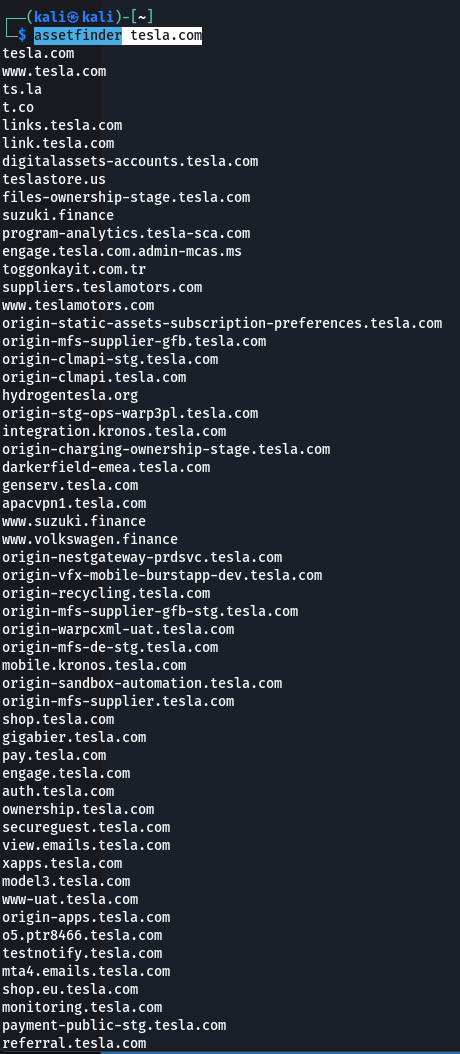 ┌──(kali㉿kali)-[~]
└─$ assetfinder tesla.com
tesla.com
www.tesla.com
ts.la
t.co
links.tesla.com
link.tesla.com
digitalassets-accounts.tesla.com
teslastore.us
files-ownership-stage.tesla.com
suzuki.finance
program-analytics.tesla-sca.com
engage.tesla.com.admin-mcas.ms
toggonkayit.com.tr
suppliers.teslamotors.com
www.teslamotors.com
origin-static-assets-subscription-preferences.tesla.com
origin-mfs-supplier-gfb.tesla.com
origin-clmapi-stg.tesla.com
origin-clmapi.tesla.com
hydrogentesla.org
origin-stg-ops-warp3pl.tesla.com
integration.kronos.tesla.com
origin-charging-ownership-stage.tesla.com
darkerfield-emea.tesla.com
genserv.tesla.com
apacvpn1.tesla.com
www.suzuki.finance
www.volkswagen.finance
origin-nestgateway-prdsvc.tesla.com
origin-vfx-mobile-burstapp-dev.tesla.com
origin-recycling.tesla.com
origin-mfs-supplier-gfb-stg.tesla.com
origin-warpcxml-uat.tesla.com
origin-mfs-de-stg.tesla.com
mobile.kronos.tesla.com
origin-sandbox-automation.tesla.com
origin-mfs-supplier.tesla.com
shop.tesla.com
gigabier.tesla.com
pay.tesla.com
engage.tesla.com
auth.tesla.com
ownership.tesla.com
secureguest.tesla.com
view.emails.tesla.com
xapps.tesla.com
model3.tesla.com
www-uat.tesla.com
origin-apps.tesla.com
o5.ptr8466.tesla.com
testnotify.tesla.com
mta4.emails.tesla.com
shop.eu.tesla.com
monitoring.tesla.com
payment-public-stg.tesla.com
referral.tesla.com